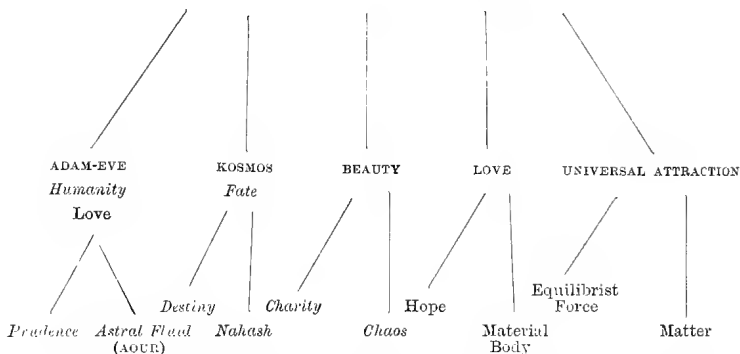 ADAM-EVE KOSMOS BEAUTY LOVE UNIVERSAL ATTRACTION
Humanity Fate
Love
Equilibrist
Destiny Charity Hope Force
Prudence Astral Fluid Nahash Chaos Material Matter
(AOUR) Body